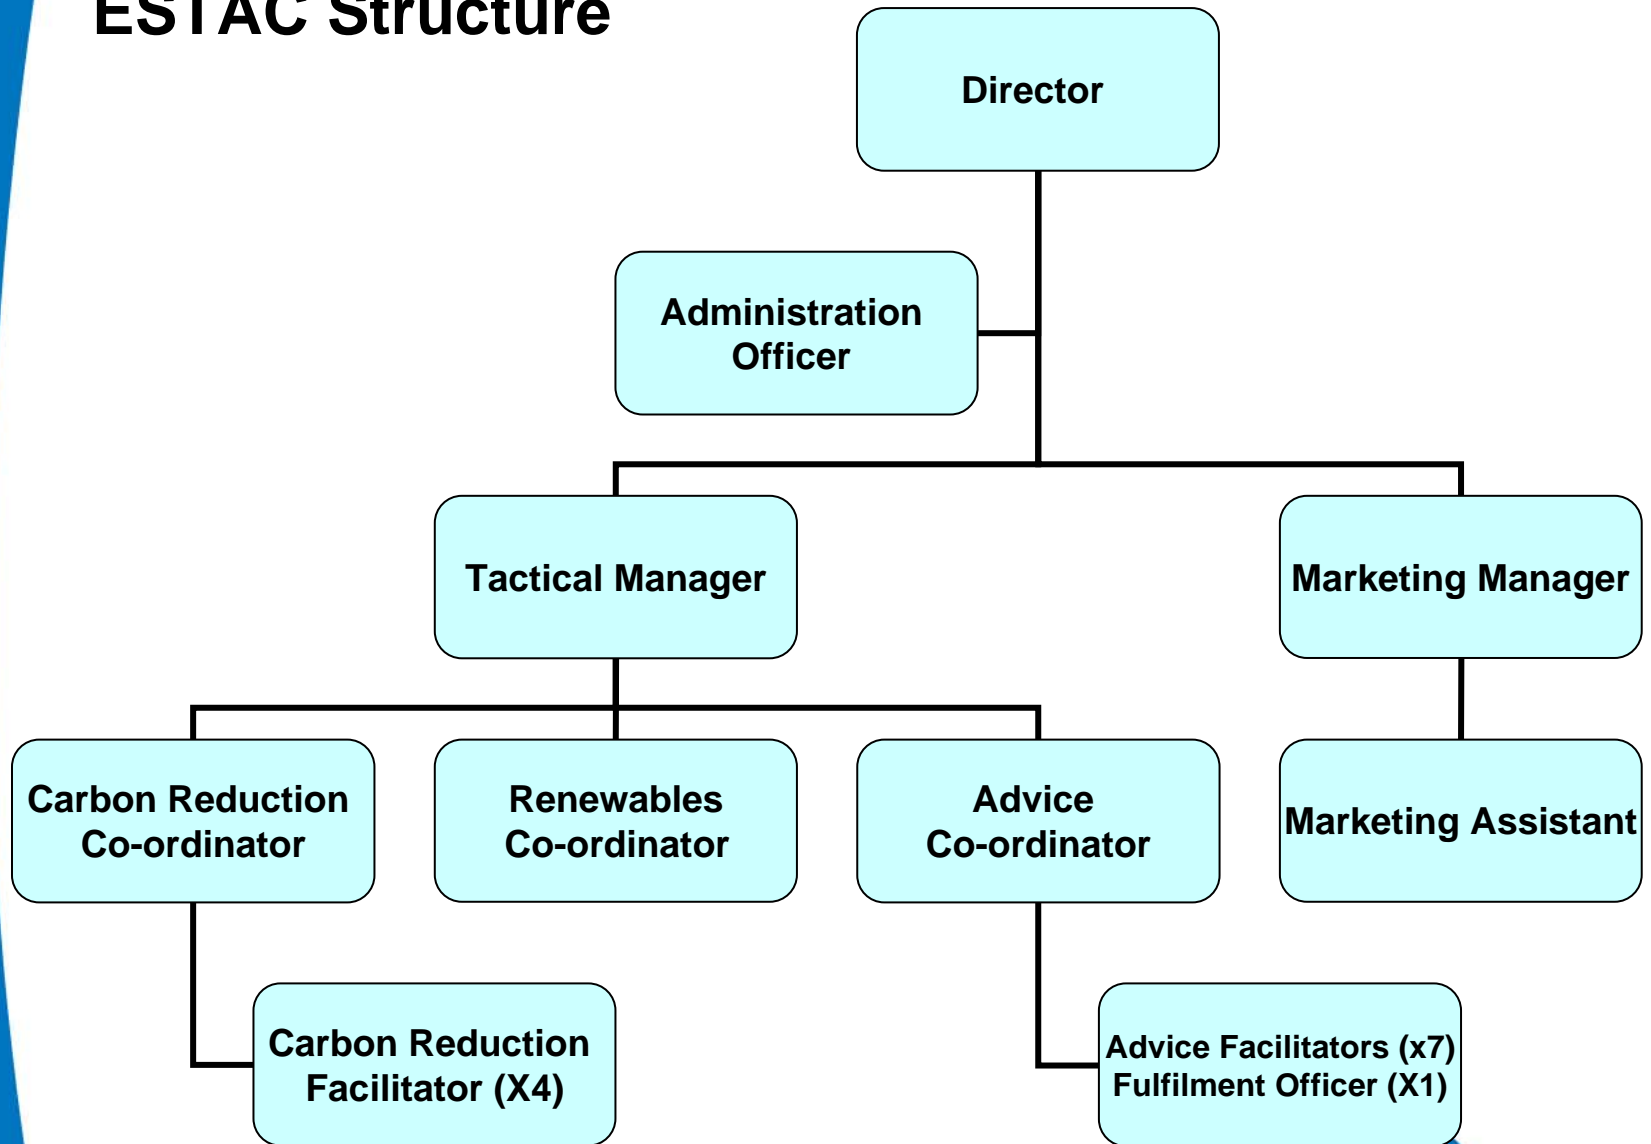 ESTAC Structure
Director
Administration
Officer
Tactical Manager
Marketing Manager
Carbon Reduction
Co-ordinator
Renewables
Co-ordinator
Advice
Co-ordinator
Marketing Assistant
Carbon Reduction
Facilitator (X4)
Advice Facilitators (x7)
Fulfilment Officer (X1)